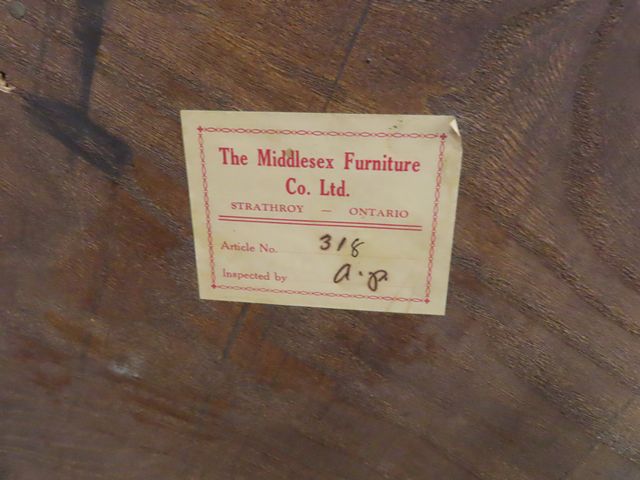 The Middlesex Furniture
Co. Ltd.
STRATHROY — ONTARIO
Article No. 318
Inspected by a.p.